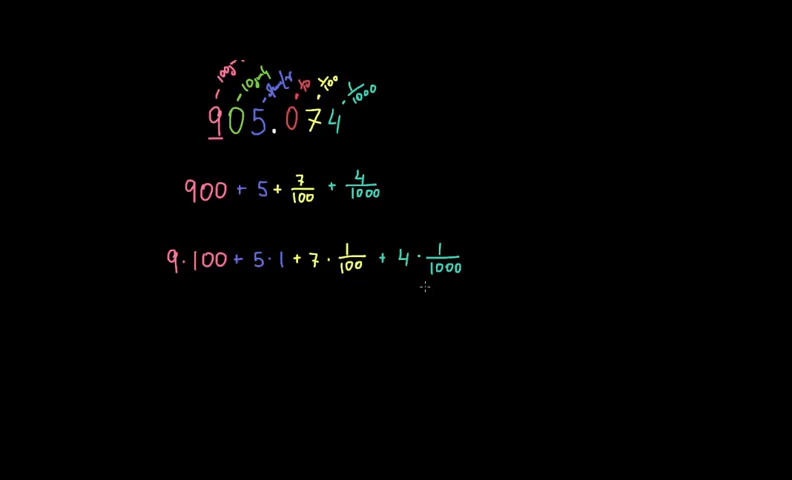 100s 10s 1/10 1/100 1/1000
905.074
900 + 5 + 7/100 + 4/1000
9·100 + 5·1 + 7·1/100 + 4·1/1000